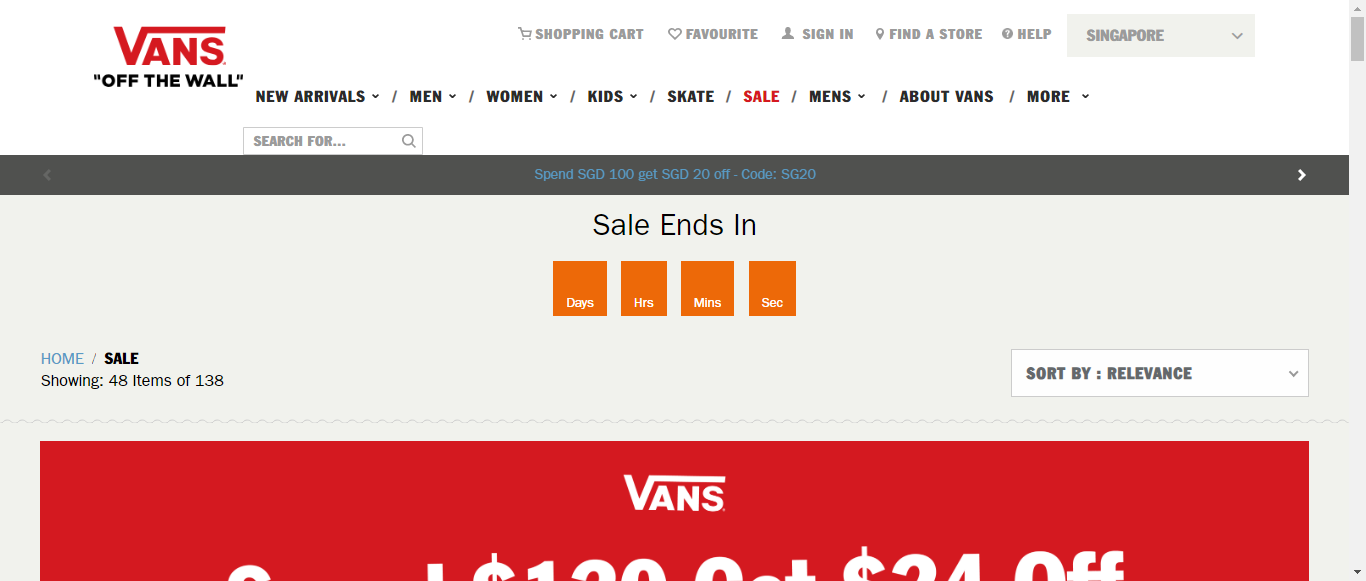 VANS
"OFF THE WALL"
SHOPPING CART FAVOURITE SIGN IN FIND A STORE HELP SINGAPORE
NEW ARRIVALS / MEN / WOMEN / KIDS / SKATE / SALE / MENS / ABOUT VANS / MORE
SEARCH FOR...
Spend SGD 100 get SGD 20 off - Code: SG20
Sale Ends In
Days Hrs Mins Sec
HOME / SALE
Showing: 48 Items of 138
SORT BY : RELEVANCE
VANS
Spend $120 Get $24 Off